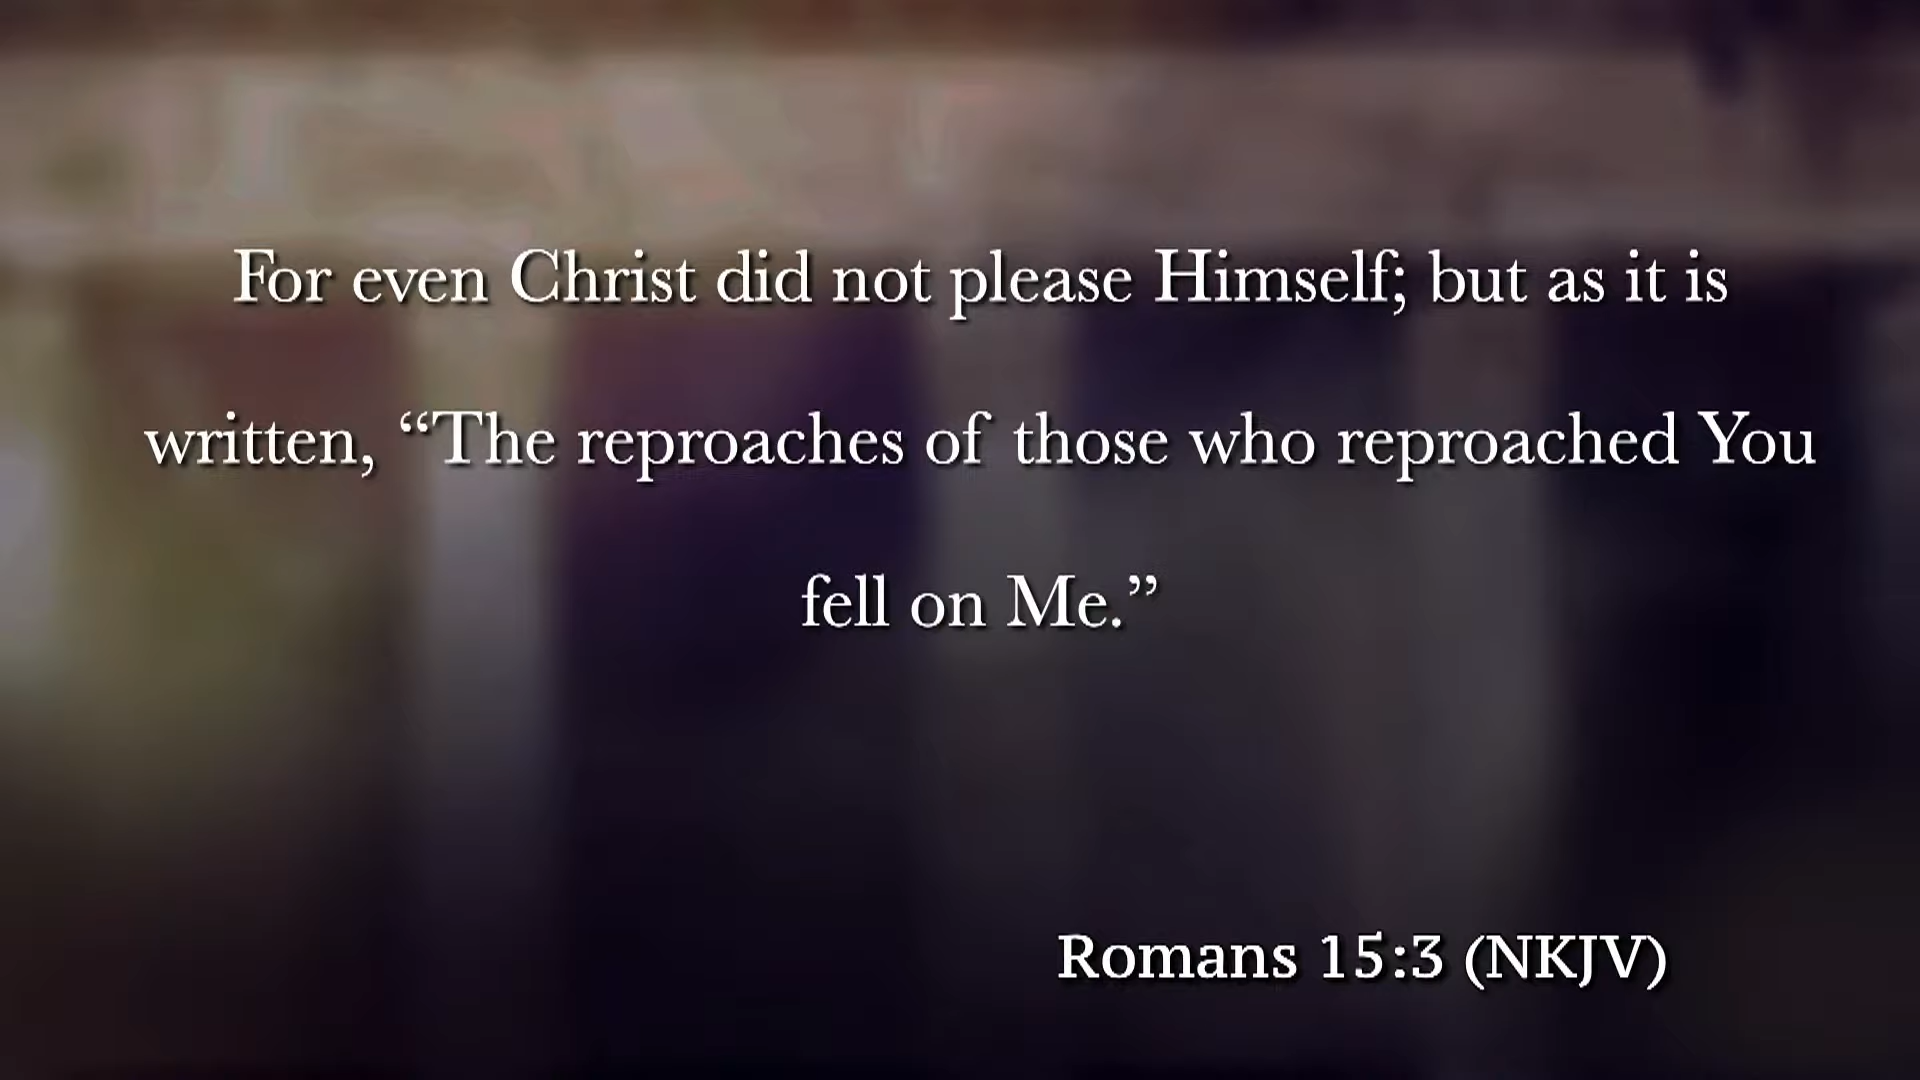 For even Christ did not please Himself; but as it is
written, “The reproaches of those who reproached You
fell on Me.”
Romans 15:3 (NKJV)